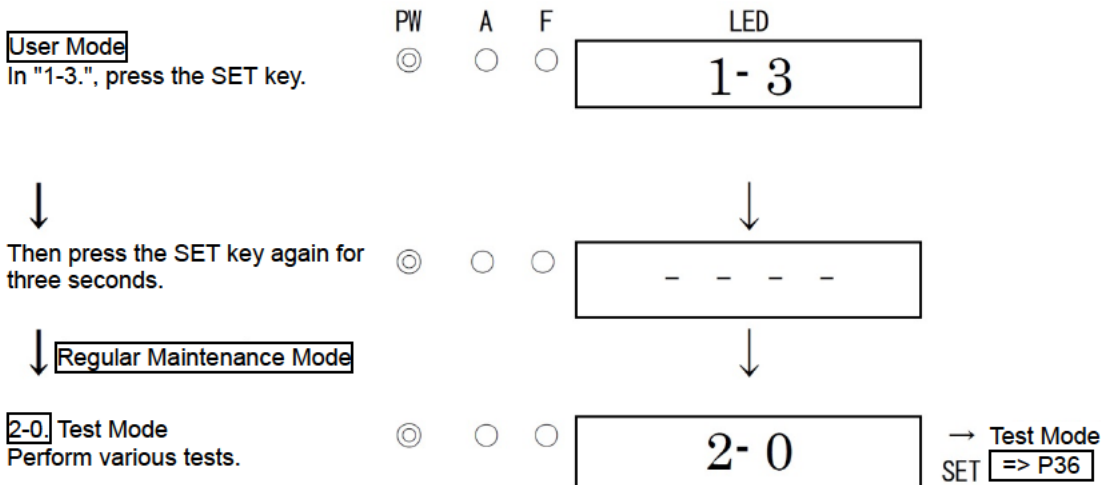 PW A F LED
User Mode
In "1-3.", press the SET key.
1- 3
↓ ↓
Then press the SET key again for
three seconds.
- - - -
↓ Regular Maintenance Mode ↓
2-0. Test Mode
Perform various tests.
2- 0
→ Test Mode
SET => P36